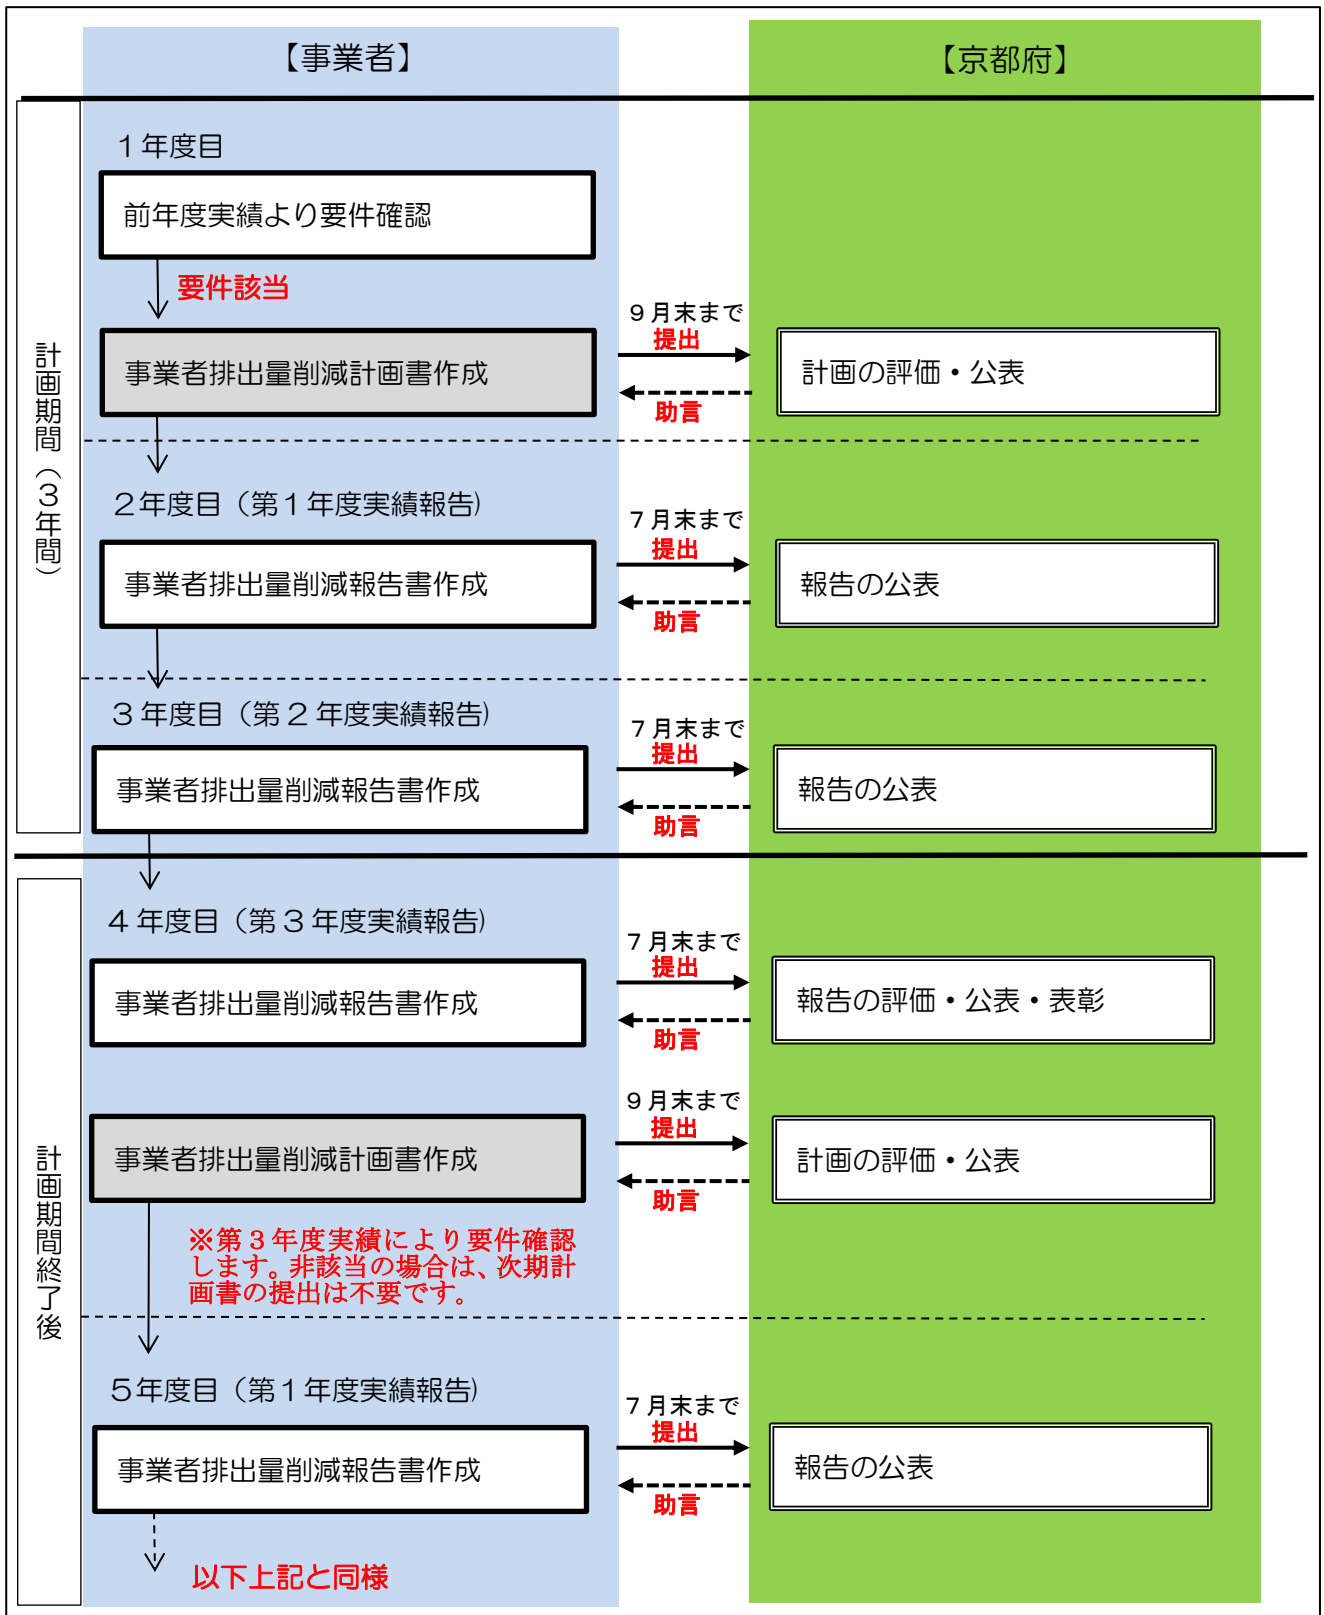 【事業者】
【京都府】
計画期間（３年間）
１年度目
前年度実績より要件確認
要件該当
事業者排出量削減計画書作成
９月末まで
提出
助言
計画の評価・公表
２年度目（第１年度実績報告）
事業者排出量削減報告書作成
７月末まで
提出
助言
報告の公表
３年度目（第２年度実績報告）
事業者排出量削減報告書作成
７月末まで
提出
助言
報告の公表
計画期間終了後
４年度目（第３年度実績報告）
事業者排出量削減報告書作成
７月末まで
提出
助言
報告の評価・公表・表彰
事業者排出量削減計画書作成
９月末まで
提出
助言
計画の評価・公表
※第３年度実績により要件確認
します。非該当の場合は、次期計
画書の提出は不要です。
５年度目（第１年度実績報告）
事業者排出量削減報告書作成
７月末まで
提出
助言
報告の公表
以下上記と同様